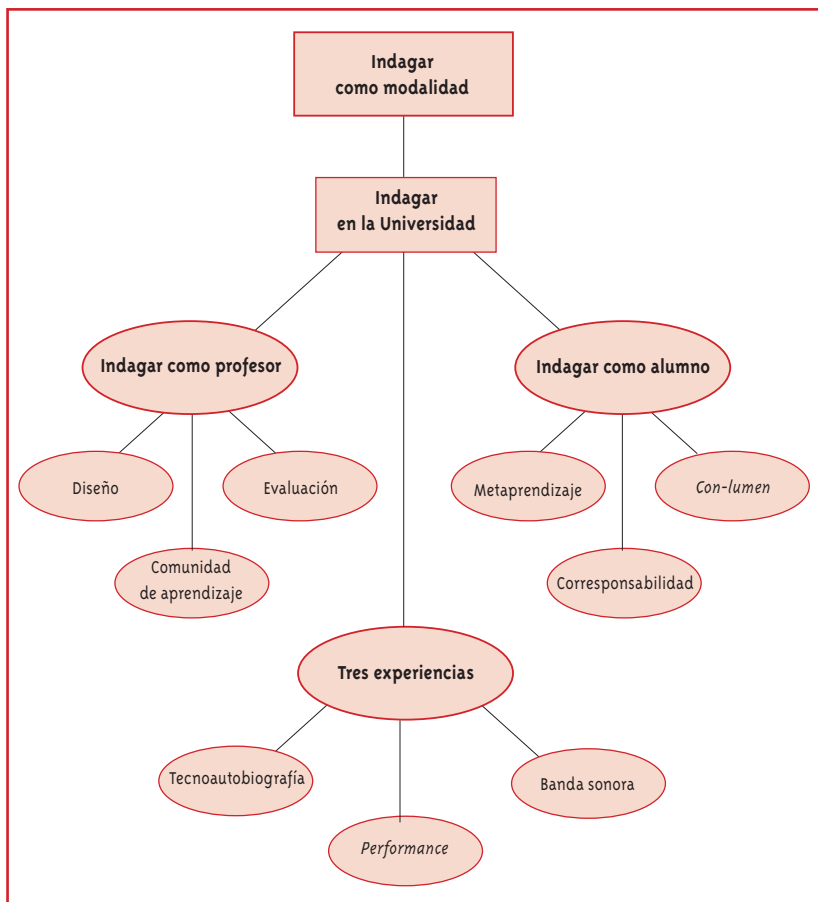 Indagar
como modalidad
Indagar
en la Universidad
Indagar como profesor
Indagar como alumno
Diseño
Evaluación
Metaprendizaje
Con-lumen
Comunidad
de aprendizaje
Corresponsabilidad
Tres experiencias
Tecnoautobiografía
Banda sonora
Performance